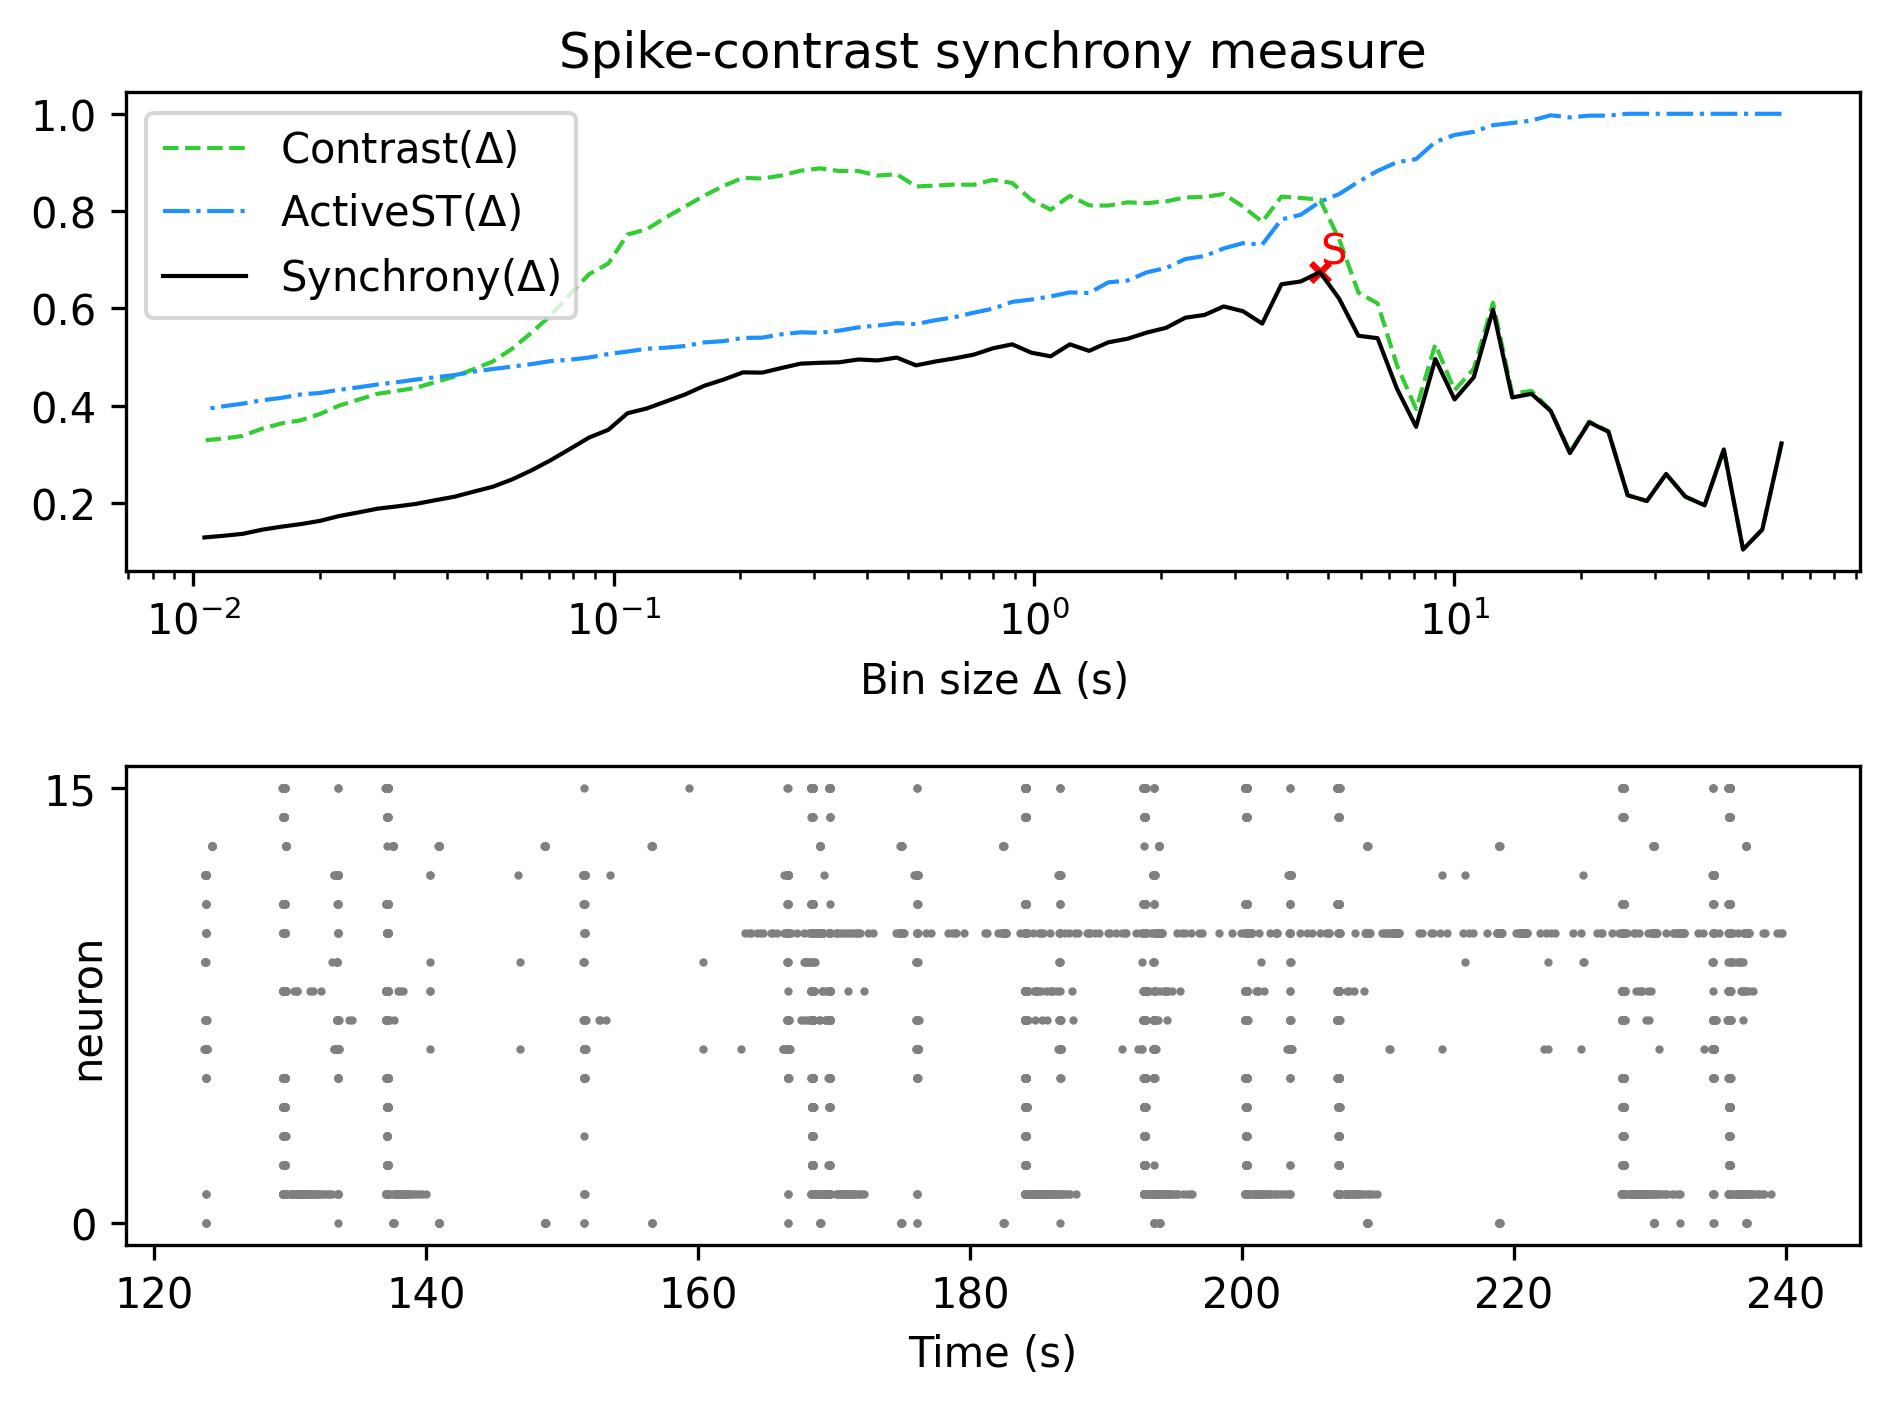 Spike-contrast synchrony measure
1.0
0.8
0.6
0.4
0.2
Contrast(Δ)
ActiveST(Δ)
Synchrony(Δ)
S
10⁻² 10⁻¹ 10⁰ 10¹
Bin size Δ (s)
15
0
neuron
120 140 160 180 200 220 240
Time (s)